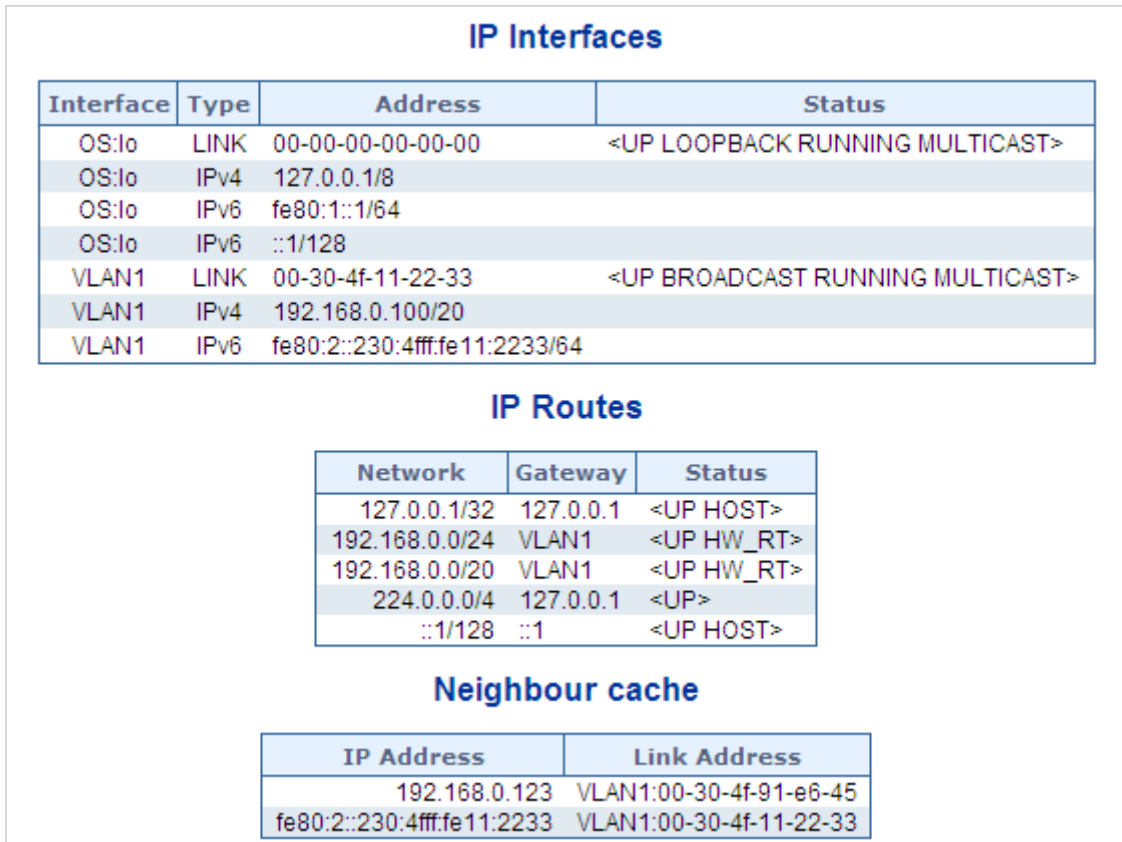 IP Interfaces
Interface Type Address Status
OS:lo LINK 00-00-00-00-00-00 <UP LOOPBACK RUNNING MULTICAST>
OS:lo IPv4 127.0.0.1/8
OS:lo IPv6 fe80:1::1/64
OS:lo IPv6 ::1/128
VLAN1 LINK 00-30-4f-11-22-33 <UP BROADCAST RUNNING MULTICAST>
VLAN1 IPv4 192.168.0.100/20
VLAN1 IPv6 fe80:2::230:4fff:fe11:2233/64
IP Routes
Network Gateway Status
127.0.0.1/32 127.0.0.1 <UP HOST>
192.168.0.0/24 VLAN1 <UP HW_RT>
192.168.0.0/20 VLAN1 <UP HW_RT>
224.0.0.0/4 127.0.0.1 <UP>
::1/128 ::1 <UP HOST>
Neighbour cache
IP Address Link Address
192.168.0.123 VLAN1:00-30-4f-91-e6-45
fe80:2::230:4fff:fe11:2233 VLAN1:00-30-4f-11-22-33